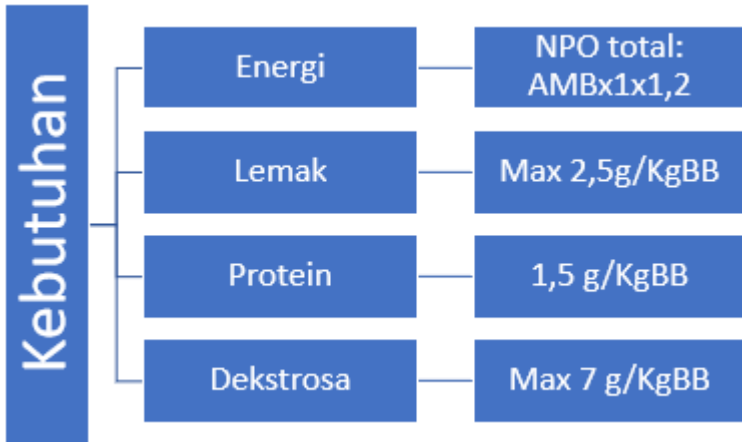 Kebutuhan
Energi
NPO total:
AMBx1x1,2
Lemak
Max 2,5g/KgBB
Protein
1,5 g/KgBB
Dekstrosa
Max 7 g/KgBB